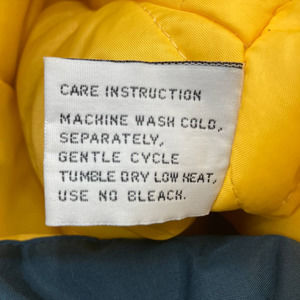 CARE INSTRUCTION
MACHINE WASH COLD,
SEPARATELY,
GENTLE CYCLE
TUMBLE DRY LOW HEAT,
USE NO BLEACH.